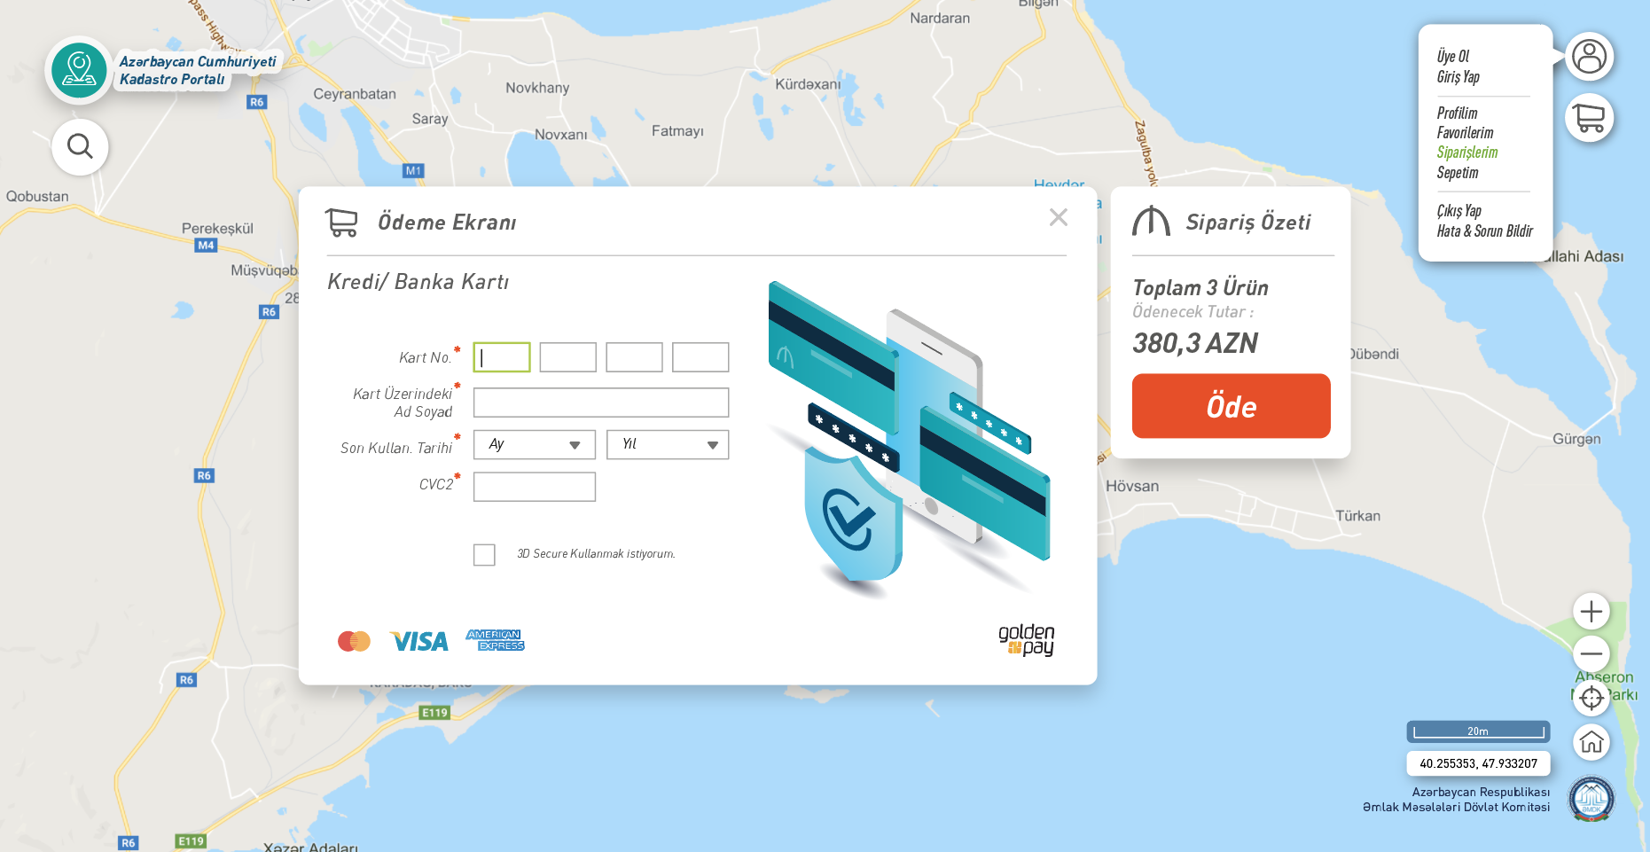 Nardaran
Bilgəh
Azərbaycan Cumhuriyeti
Kadastro Portalı
R6
Ceyranbatan
Novkhany
Kürdəxanı
Saray
Novxanı
Fatmayı
M1
Zagulba yolu
Üye Ol
Giriş Yap
Profilim
Favorilerim
Siparişlerim
Sepetim
Çıkış Yap
Hata & Sorun Bildir
Qobustan
Perekeşkül
M4
Müşvüqəba
28
R6
Heydər
Ödeme Ekranı
Kredi/ Banka Kartı
Kart No.*
Kart Üzerindeki*
Ad Soyad
Son Kullan. Tarihi*
Ay
Yıl
CVC2*
3D Secure Kullanmak istiyorum.
VISA
AMERICAN
EXPRESS
golden
pay
Sipariş Özeti
Toplam 3 Ürün
Ödenecek Tutar :
380,3 AZN
Öde
ullahi Adası
Dübəndi
Gürgən
Hövsan
Türkan
R6
R6
E119
Abşeron
Parkı
20m
40.255353, 47.933207
Azərbaycan Respublikası
Əmlak Məsələləri Dövlət Komitəsi
ƏMDK
R6
E119
Xəzər Adaları